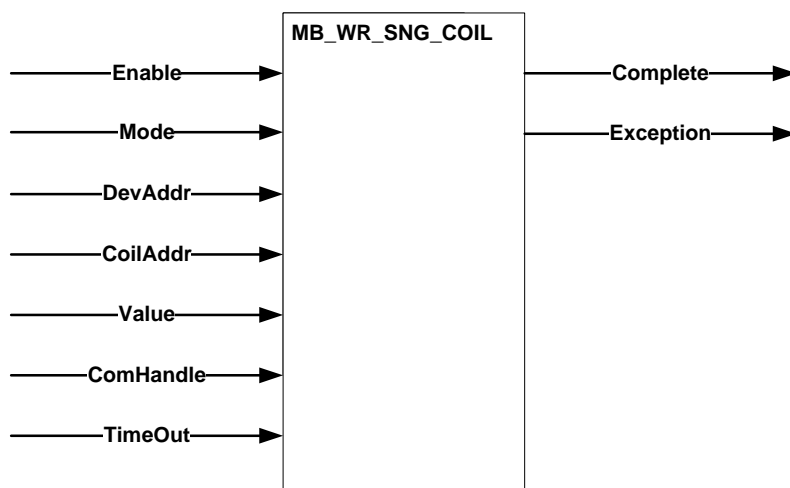 MB_WR_SNG_COIL
Enable
Complete
Mode
Exception
DevAddr
CoilAddr
Value
ComHandle
TimeOut